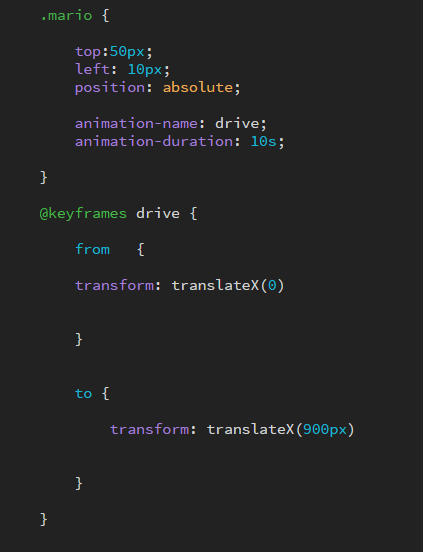 .mario {
top:50px;
left: 10px;
position: absolute;
animation-name: drive;
animation-duration: 10s;
}
@keyframes drive {
from   {
transform: translateX(0)
}
to {
transform: translateX(900px)
}
}